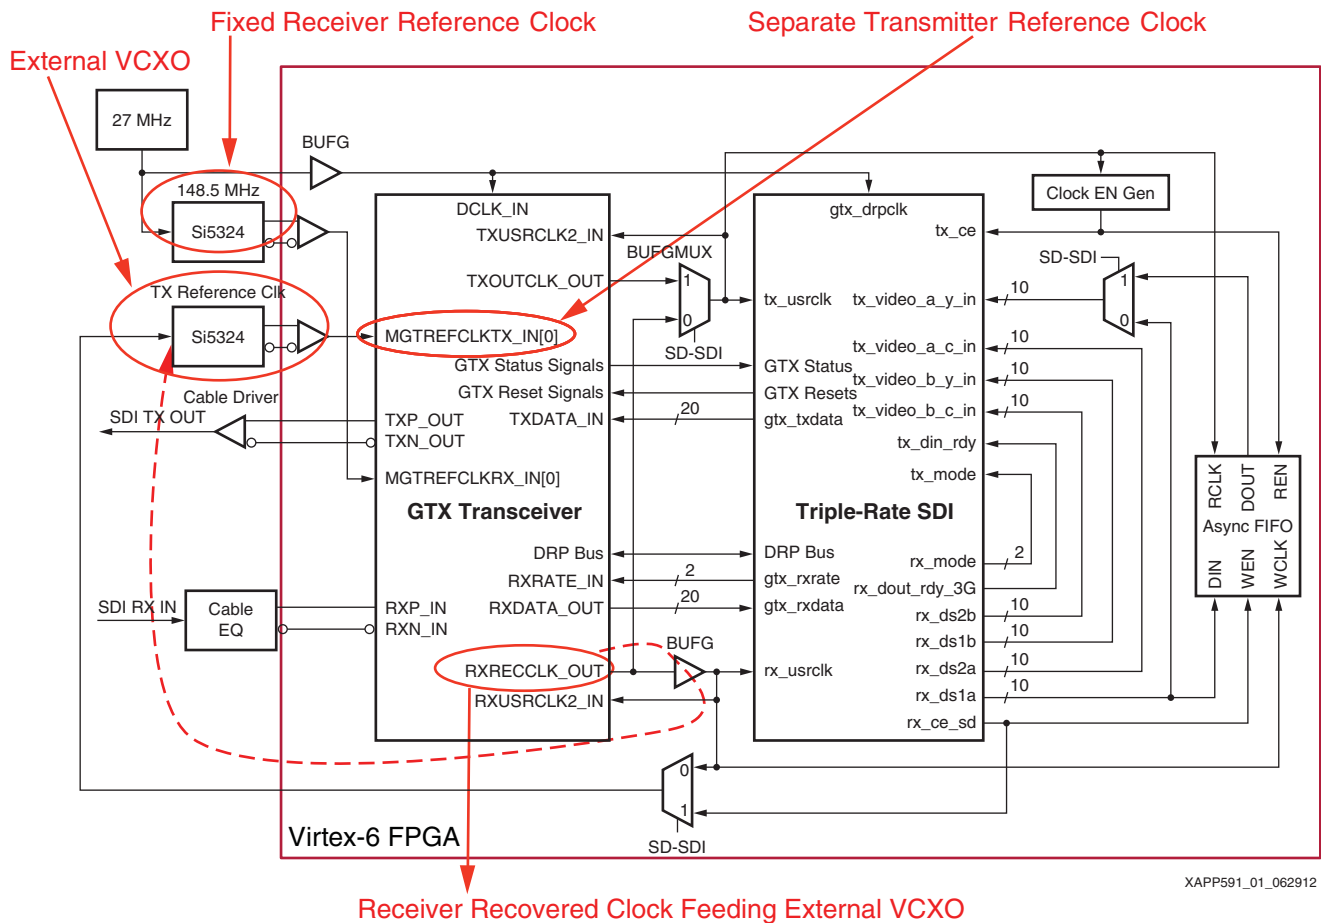 Fixed Receiver Reference Clock
Separate Transmitter Reference Clock
External VCXO
27 MHz
BUFG
148.5 MHz
Si5324
TX Reference Clk
Si5324
Cable Driver
SDI TX OUT
SDI RX IN
Cable
EQ
DCLK_IN
TXUSRCLK2_IN
TXOUTCLK_OUT
MGTREFCLKTX_IN[0]
GTX Status Signals
GTX Reset Signals
TXDATA_IN
TXP_OUT
TXN_OUT
MGTREFCLKRX_IN[0]
GTX Transceiver
DRP Bus
RXRATE_IN
RXDATA_OUT
RXP_IN
RXN_IN
RXRECCLK_OUT
RXUSRCLK2_IN
BUFGMUX
1
0
SD-SDI
20
2
20
BUFG
0
1
SD-SDI
gtx_drpclk
tx_ce
tx_usrclk
tx_video_a_y_in
tx_video_a_c_in
GTX Status
tx_video_b_y_in
GTX Resets
tx_video_b_c_in
gtx_txdata
tx_din_rdy
tx_mode
Triple-Rate SDI
DRP Bus
rx_mode
gtx_rxrate
rx_dout_rdy_3G
gtx_rxdata
rx_ds2b
rx_ds1b
rx_usrclk
rx_ds2a
rx_ds1a
rx_ce_sd
10
10
10
10
2
10
10
10
10
Clock EN Gen
SD-SDI
1
0
RCLK
DOUT
REN
Async FIFO
DIN
WEN
WCLK
Virtex-6 FPGA
XAPP591_01_062912
Receiver Recovered Clock Feeding External VCXO